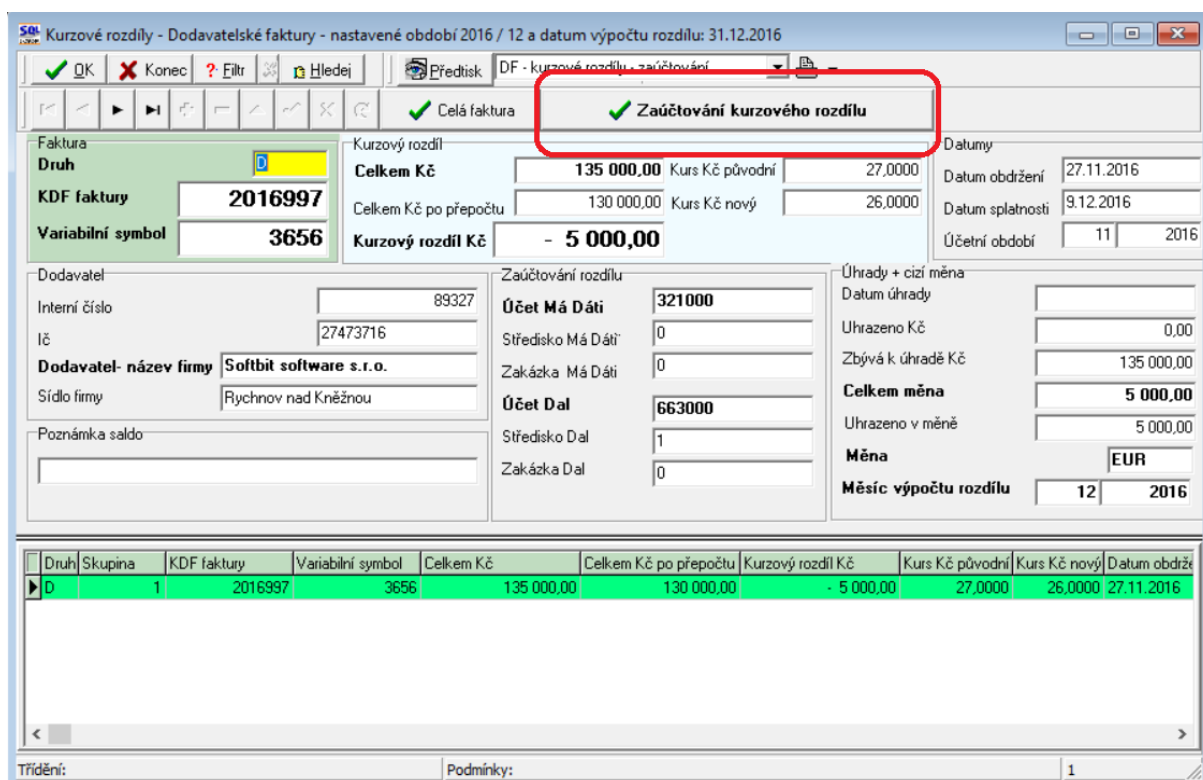 Kurzové rozdíly - Dodavatelské faktury - nastavené období 2016 / 12 a datum výpočtu rozdílu: 31.12.2016
OK Konec Filtr Hledej Předtisk DF - kurzové rozdíly - zaúčtování
Celá faktura Zaúčtování kurzového rozdílu
Faktura
Druh D
KDF faktury 2016997
Variabilní symbol 3656
Kurzový rozdíl
Celkem Kč 135 000,00 Kurs Kč původní 27,0000
Celkem Kč po přepočtu 130 000,00 Kurs Kč nový 26,0000
Kurzový rozdíl Kč - 5 000,00
Datumy
Datum obdržení 27.11.2016
Datum splatnosti 9.12.2016
Účetní období 11 2016
Dodavatel
Interní číslo 89327
Ič 27473716
Dodavatel- název firmy Softbit software s.r.o.
Sídlo firmy Rychnov nad Kněžnou
Poznámka saldo
Zaúčtování rozdílu
Účet Má Dáti 321000
Středisko Má Dáti` 0
Zakázka Má Dáti 0
Účet Dal 663000
Středisko Dal 1
Zakázka Dal 0
Úhrady + cizí měna
Datum úhrady
Uhrazeno Kč 0,00
Zbývá k úhradě Kč 135 000,00
Celkem měna 5 000,00
Uhrazeno v měně 5 000,00
Měna EUR
Měsíc výpočtu rozdílu 12 2016
Druh Skupina KDF faktury Variabilní symbol Celkem Kč Celkem Kč po přepočtu Kurzový rozdíl Kč Kurs Kč původní Kurs Kč nový Datum obdrže
D 1 2016997 3656 135 000,00 130 000,00 - 5 000,00 27,0000 26,0000 27.11.2016
Třídění: Podmínky: 1